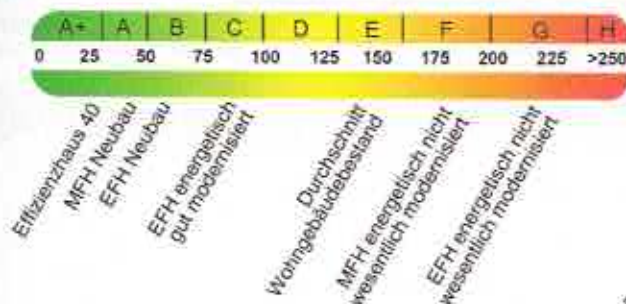 A+ A B C D E F G H
0 25 50 75 100 125 150 175 200 225 >250
Effizienzhaus 40
MFH Neubau
EFH Neubau
EFH energetisch
gut modernisiert
Durchschnitt
Wohngebäudebestand
MFH energetisch nicht
wesentlich modernisiert
EFH energetisch nicht
wesentlich modernisiert